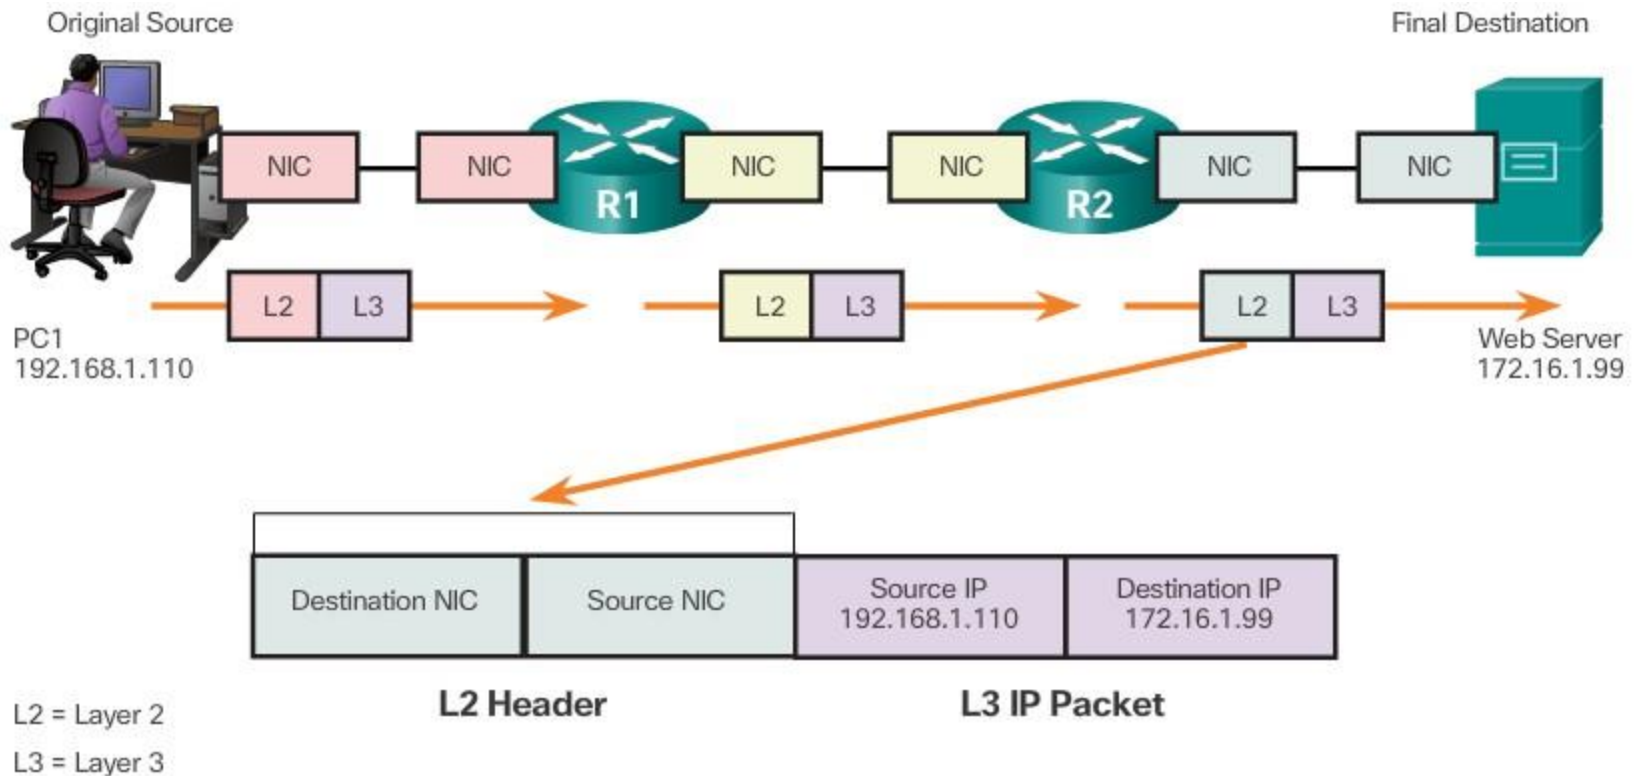 Original Source
Final Destination
NIC
NIC
R1
NIC
NIC
R2
NIC
NIC
L2
L3
L2
L3
L2
L3
PC1
192.168.1.110
Web Server
172.16.1.99
Destination NIC
Source NIC
Source IP
192.168.1.110
Destination IP
172.16.1.99
L2 Header
L3 IP Packet
L2 = Layer 2
L3 = Layer 3